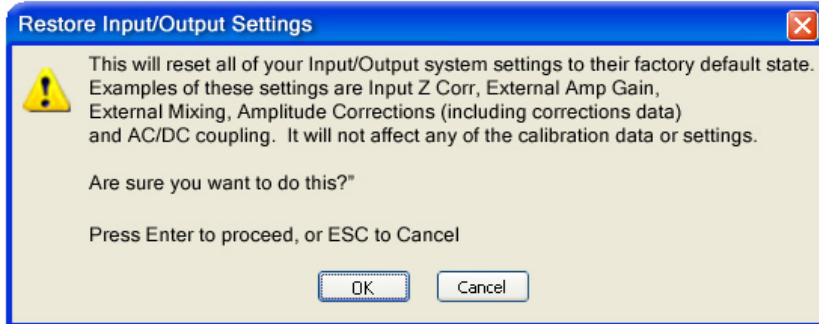 Restore Input/Output Settings
This will reset all of your Input/Output system settings to their factory default state.
Examples of these settings are Input Z Corr, External Amp Gain,
External Mixing, Amplitude Corrections (including corrections data)
and AC/DC coupling.  It will not affect any of the calibration data or settings.
Are sure you want to do this?”
Press Enter to proceed, or ESC to Cancel
OK Cancel